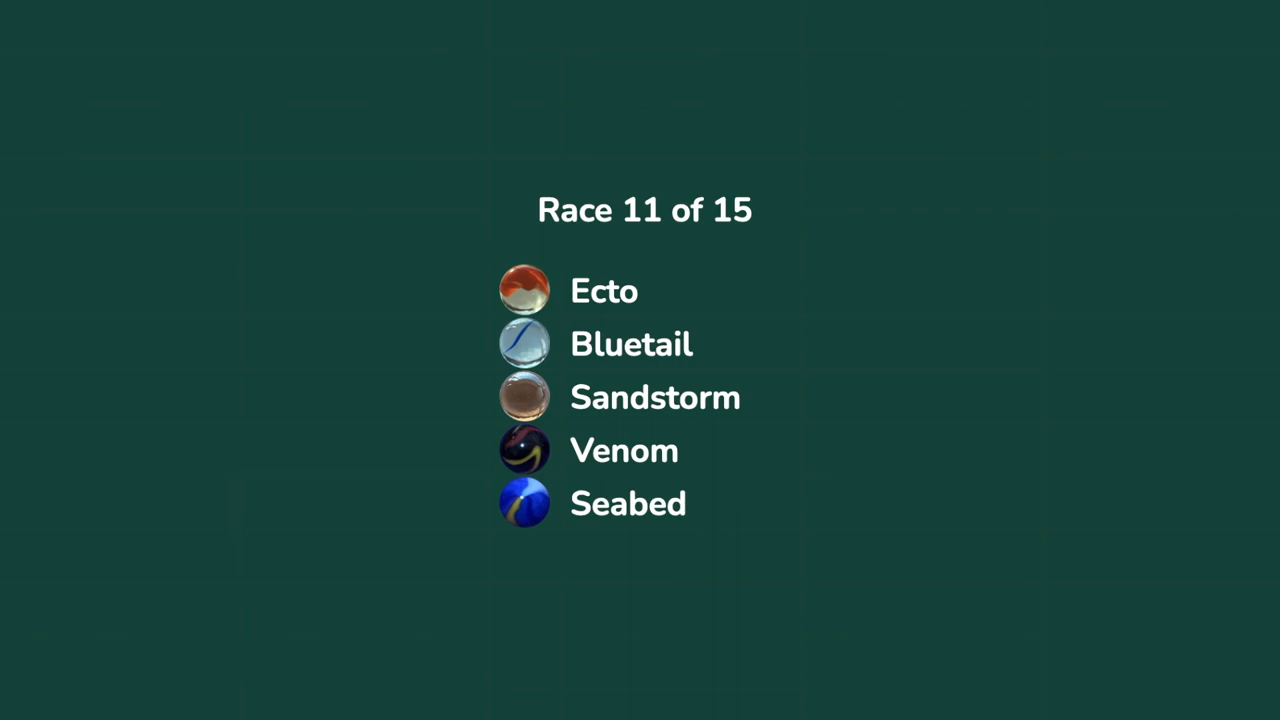 Race 11 of 15
Ecto
Bluetail
Sandstorm
Venom
Seabed